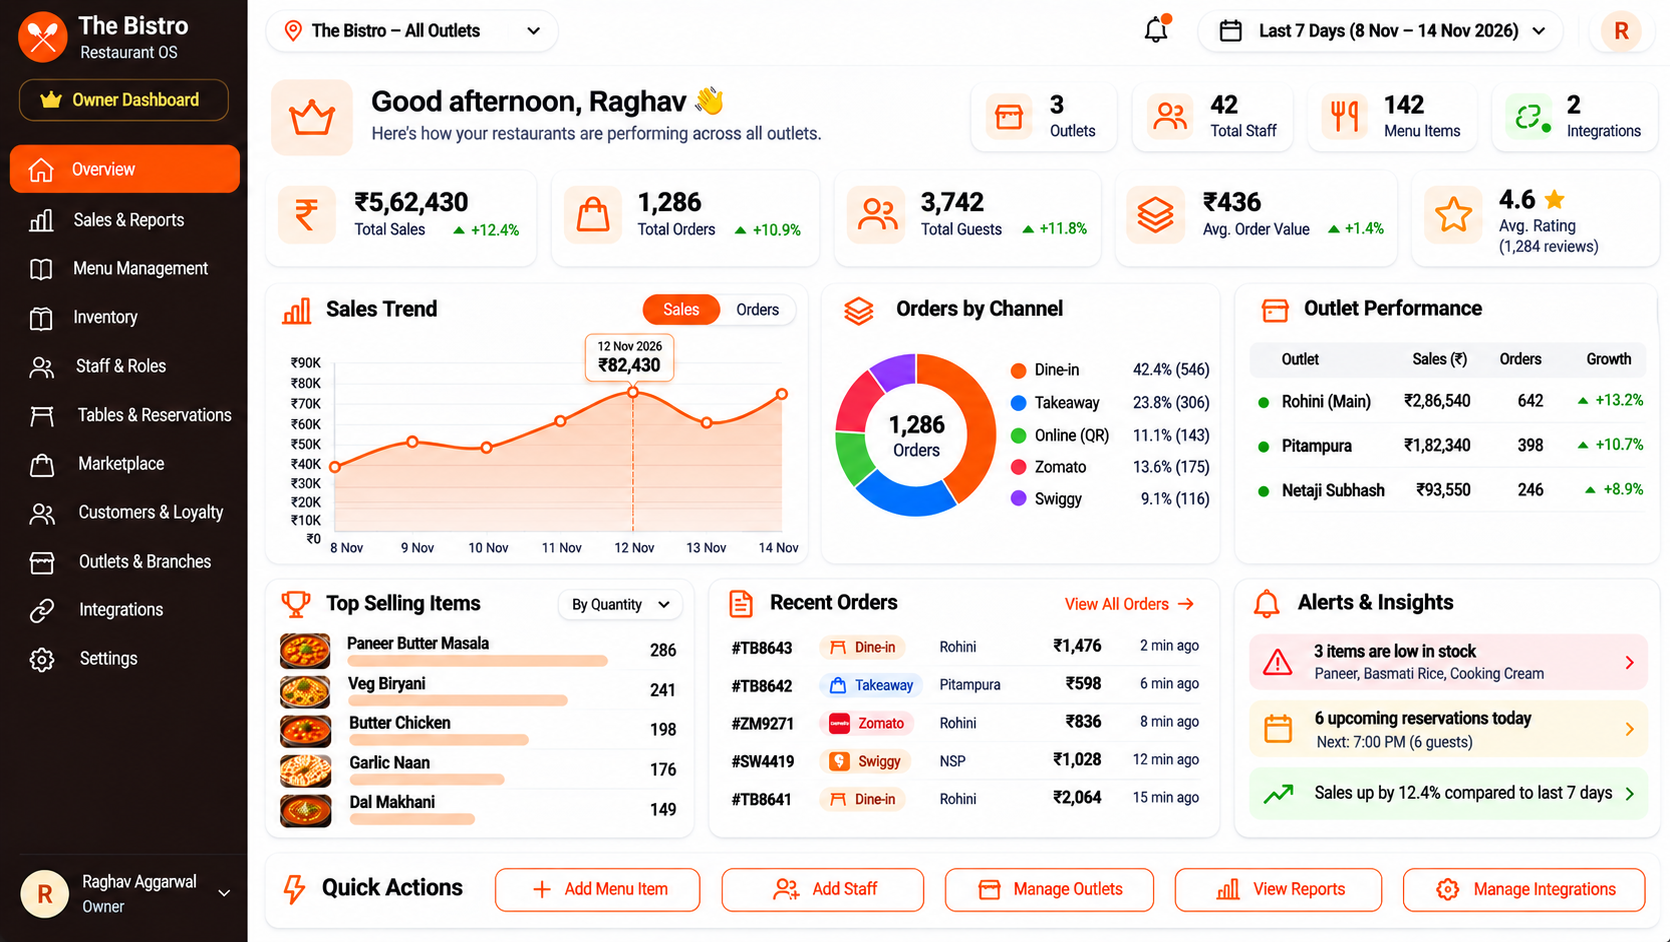 The Bistro
Restaurant OS
Owner Dashboard
Overview
Sales & Reports
Menu Management
Inventory
Staff & Roles
Tables & Reservations
Marketplace
Customers & Loyalty
Outlets & Branches
Integrations
Settings
R
Raghav Aggarwal
Owner
The Bistro – All Outlets
Last 7 Days (8 Nov – 14 Nov 2026)
R
Good afternoon, Raghav 👋
Here's how your restaurants are performing across all outlets.
3
Outlets
42
Total Staff
142
Menu Items
2
Integrations
₹5,62,430
Total Sales ▲ +12.4%
1,286
Total Orders ▲ +10.9%
3,742
Total Guests ▲ +11.8%
₹436
Avg. Order Value ▲ +1.4%
4.6 ⭐
Avg. Rating
(1,284 reviews)
Sales Trend
Sales Orders
12 Nov 2026
₹82,430
₹90K
₹80K
₹70K
₹60K
₹50K
₹40K
₹30K
₹20K
₹10K
₹0
8 Nov 9 Nov 10 Nov 11 Nov 12 Nov 13 Nov 14 Nov
Orders by Channel
1,286
Orders
Dine-in 42.4% (546)
Takeaway 23.8% (306)
Online (QR) 11.1% (143)
Zomato 13.6% (175)
Swiggy 9.1% (116)
Outlet Performance
Outlet Sales (₹) Orders Growth
Rohini (Main) ₹2,86,540 642 ▲ +13.2%
Pitampura ₹1,82,340 398 ▲ +10.7%
Netaji Subhash ₹93,550 246 ▲ +8.9%
Top Selling Items
By Quantity
Paneer Butter Masala 286
Veg Biryani 241
Butter Chicken 198
Garlic Naan 176
Dal Makhani 149
Recent Orders
View All Orders →
#TB8643 Dine-in Rohini ₹1,476 2 min ago
#TB8642 Takeaway Pitampura ₹598 6 min ago
#ZM9271 Zomato Rohini ₹836 8 min ago
#SW4419 Swiggy NSP ₹1,028 12 min ago
#TB8641 Dine-in Rohini ₹2,064 15 min ago
Alerts & Insights
3 items are low in stock
Paneer, Basmati Rice, Cooking Cream
6 upcoming reservations today
Next: 7:00 PM (6 guests)
Sales up by 12.4% compared to last 7 days
Quick Actions
Add Menu Item
Add Staff
Manage Outlets
View Reports
Manage Integrations